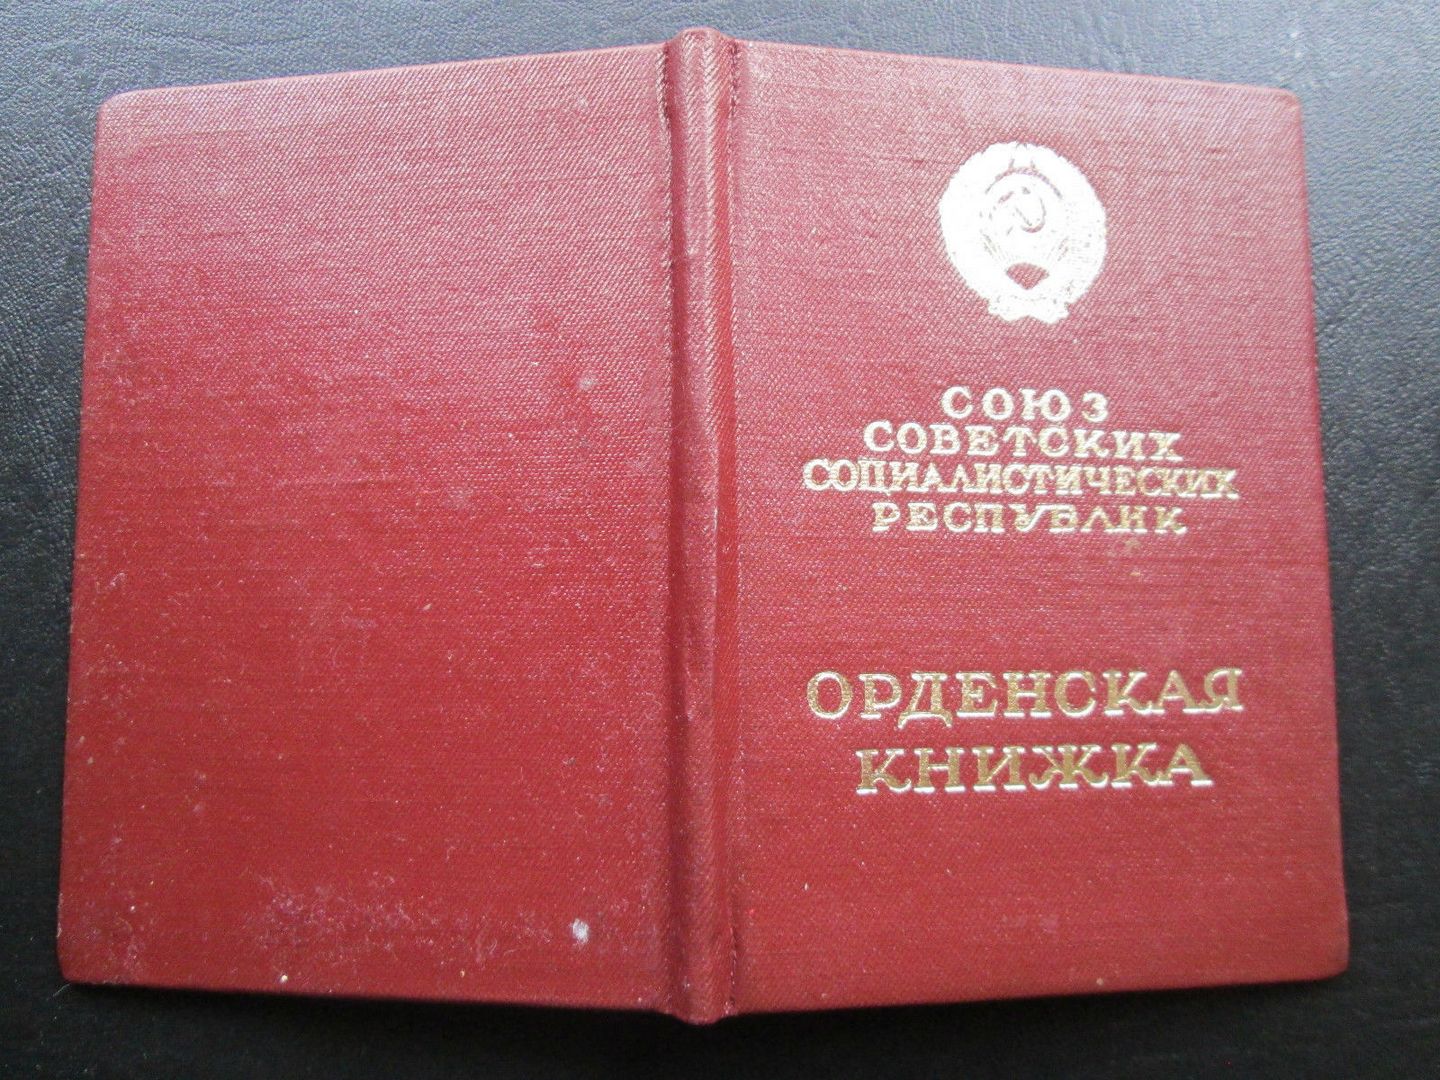 СОЮЗ
СОВЕТСКИХ
СОЦИАЛИСТИЧЕСКИХ
РЕСПУБЛИК
ОРДЕНСКАЯ
КНИЖКА